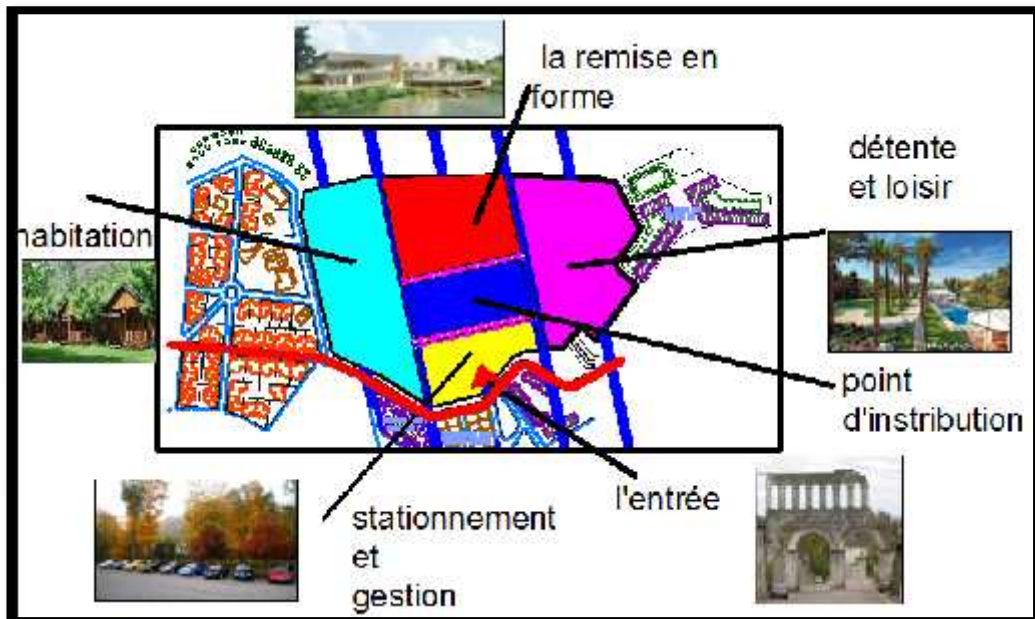 la remise en
forme
détente
et loisir
habitation
point
d'instribution
l'entrée
stationnement
et
gestion